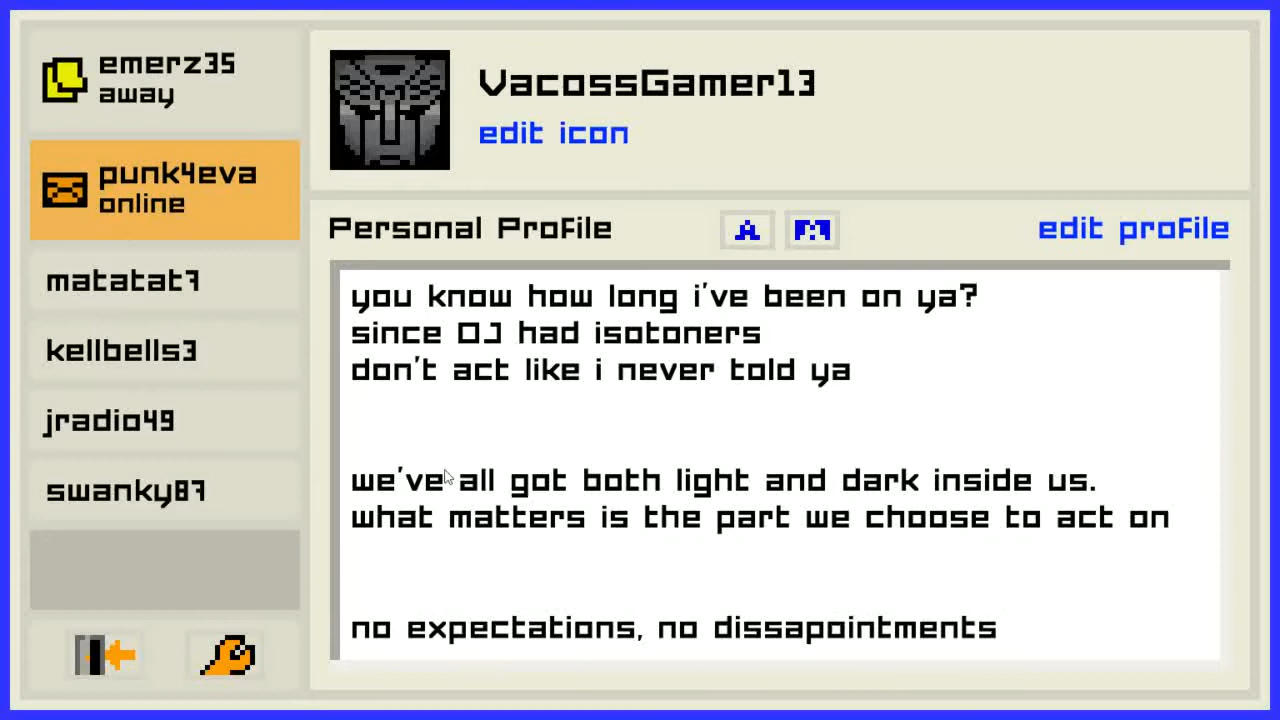 emerz35
away
punk4eva
online
matatat7
kellbells3
jradio49
swanky87
VacossGamer13
edit icon
Personal Profile
A
edit profile
you know how long i've been on ya?
since OJ had isotoners
don't act like i never told ya
we've all got both light and dark inside us.
what matters is the part we choose to act on
no expectations, no dissapointments